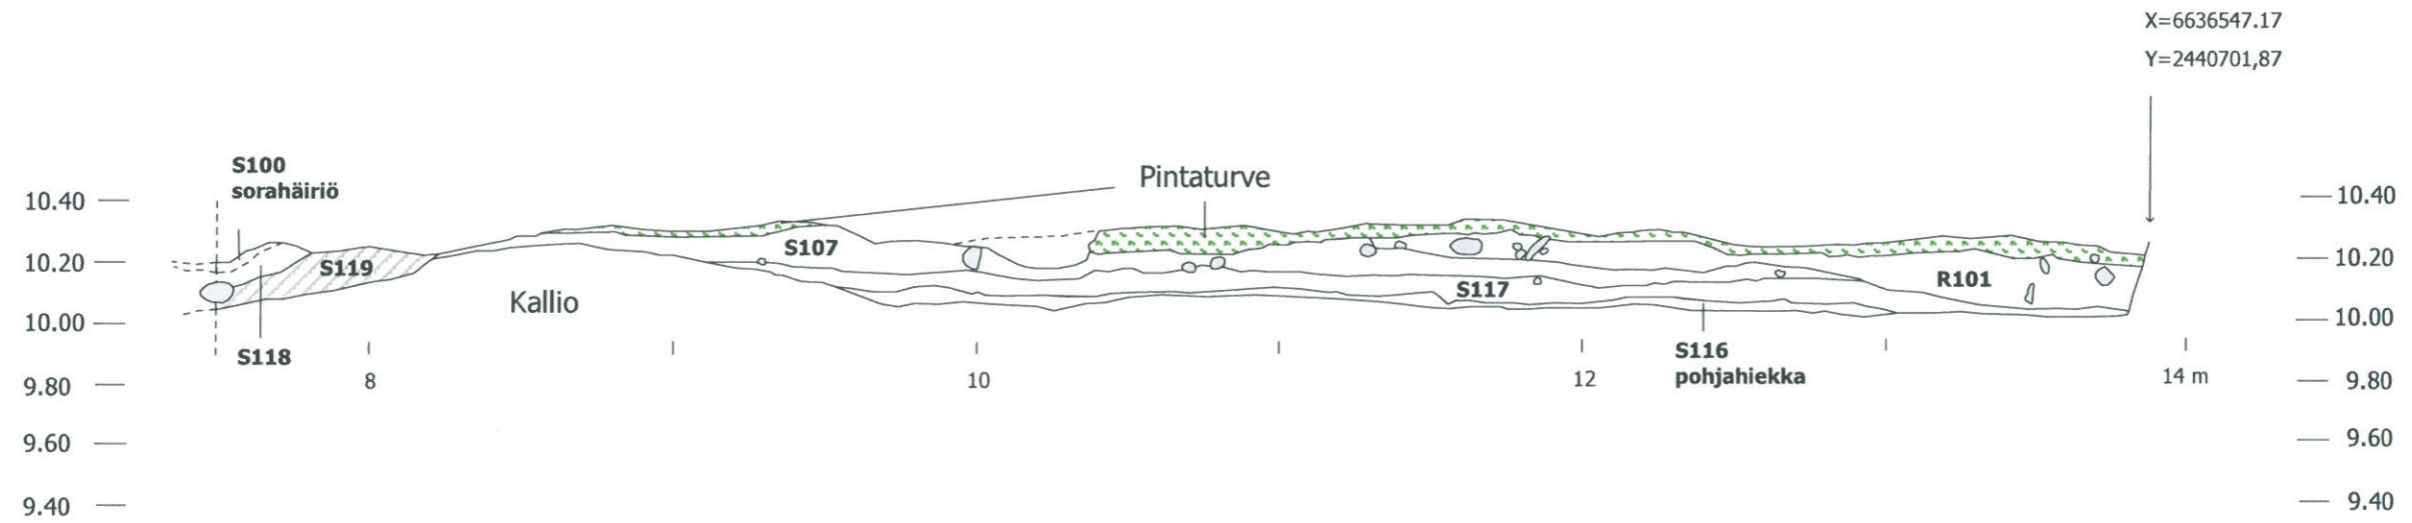 X=6636547.17
Y=2440701,87
S100
sorahäiriö
Pintaturve
10.40
10.40
S107
10.20
S119
10.20
S117
R101
Kallio
10.00
10.00
S118
S116
pohjahiekka
8
10
12
14 m
9.80
9.80
9.60
9.60
9.40
9.40